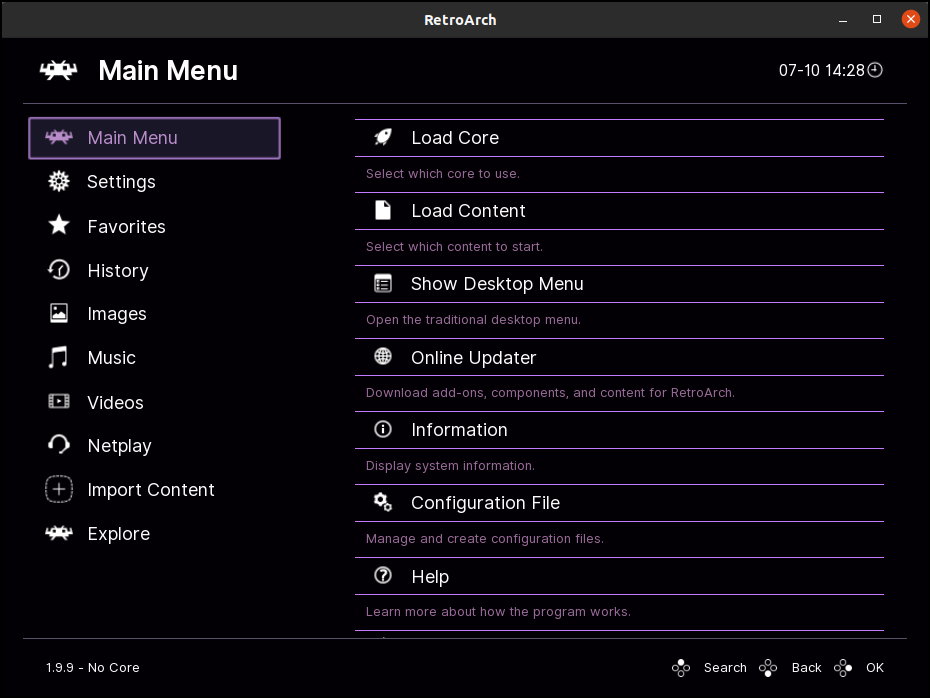 RetroArch
Main Menu
07-10 14:28
Main Menu
Settings
Favorites
History
Images
Music
Videos
Netplay
Import Content
Explore
Load Core
Select which core to use.
Load Content
Select which content to start.
Show Desktop Menu
Open the traditional desktop menu.
Online Updater
Download add-ons, components, and content for RetroArch.
Information
Display system information.
Configuration File
Manage and create configuration files.
Help
Learn more about how the program works.
1.9.9 - No Core
Search Back OK